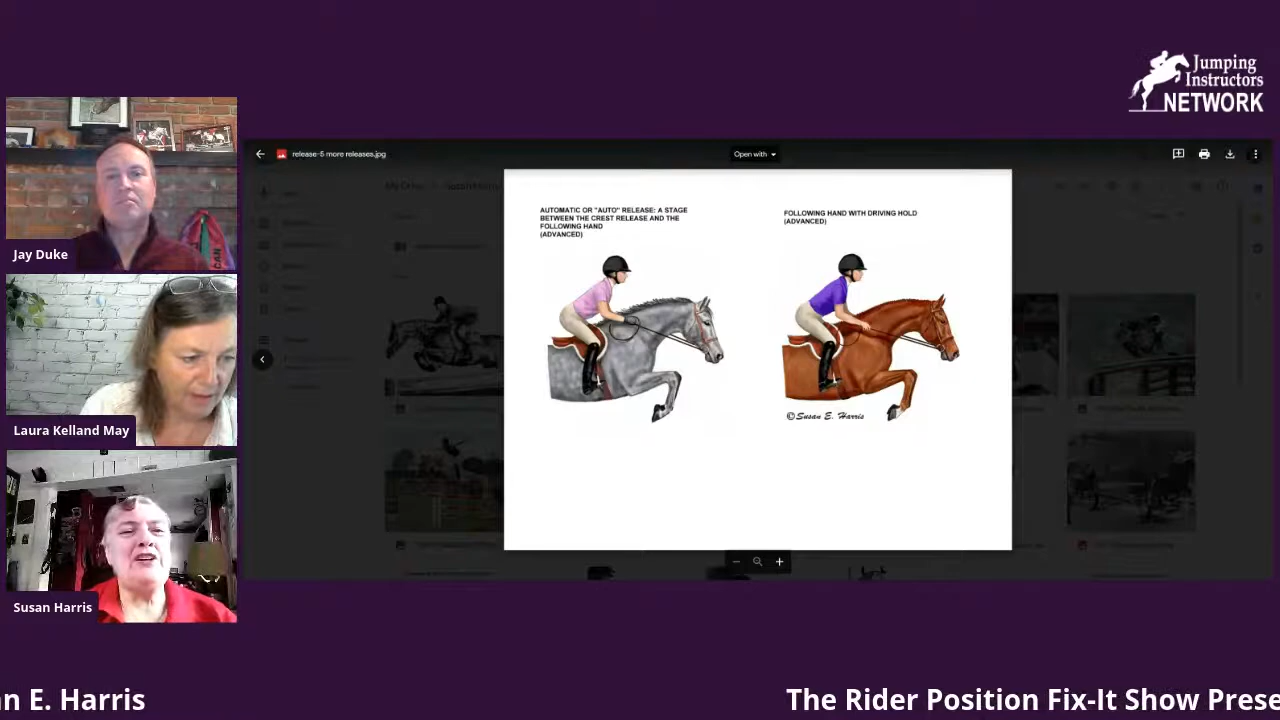 Jumping
Instructors
NETWORK
release-5 more releases.jpg
Open with
AUTOMATIC OR "AUTO" RELEASE: A STAGE
BETWEEN THE CREST RELEASE AND THE
FOLLOWING HAND
(ADVANCED)
FOLLOWING HAND WITH DRIVING HOLD
(ADVANCED)
©Susan E. Harris
Jay Duke
Laura Kelland May
Susan Harris
n E. Harris
The Rider Position Fix-It Show Prese